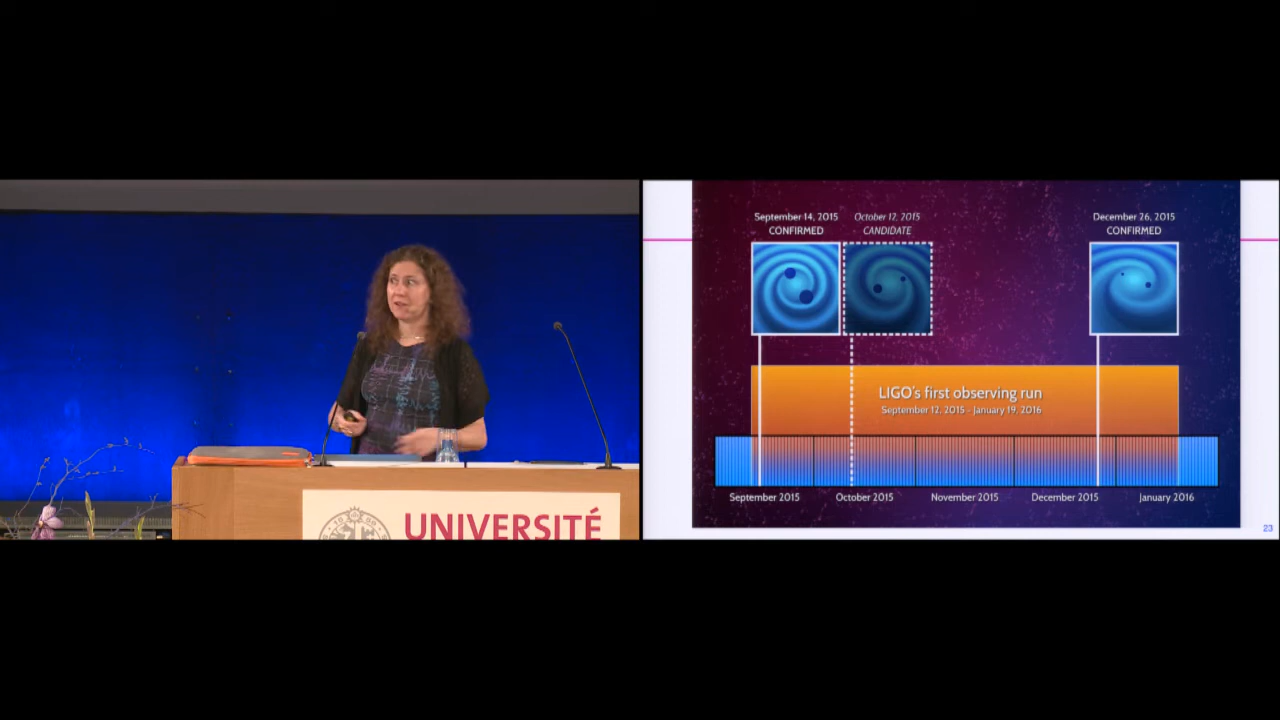 UNIVERSITÉ
September 14, 2015
CONFIRMED
October 12, 2015
CANDIDATE
December 26, 2015
CONFIRMED
LIGO's first observing run
September 12, 2015 - January 19, 2016
September 2015
October 2015
November 2015
December 2015
January 2016
23